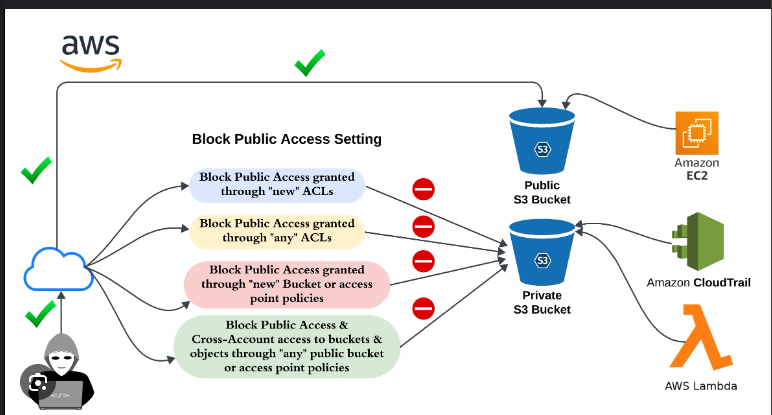 aws
Block Public Access Setting
Block Public Access granted
through "new" ACLs
Block Public Access granted
through "any" ACLs
Block Public Access granted
through "new" Bucket or access
point policies
Block Public Access &
Cross-Account access to buckets &
objects through "any" public bucket
or access point policies
S3
Public
S3 Bucket
S3
Private
S3 Bucket
Amazon
EC2
Amazon CloudTrail
AWS Lambda
</>